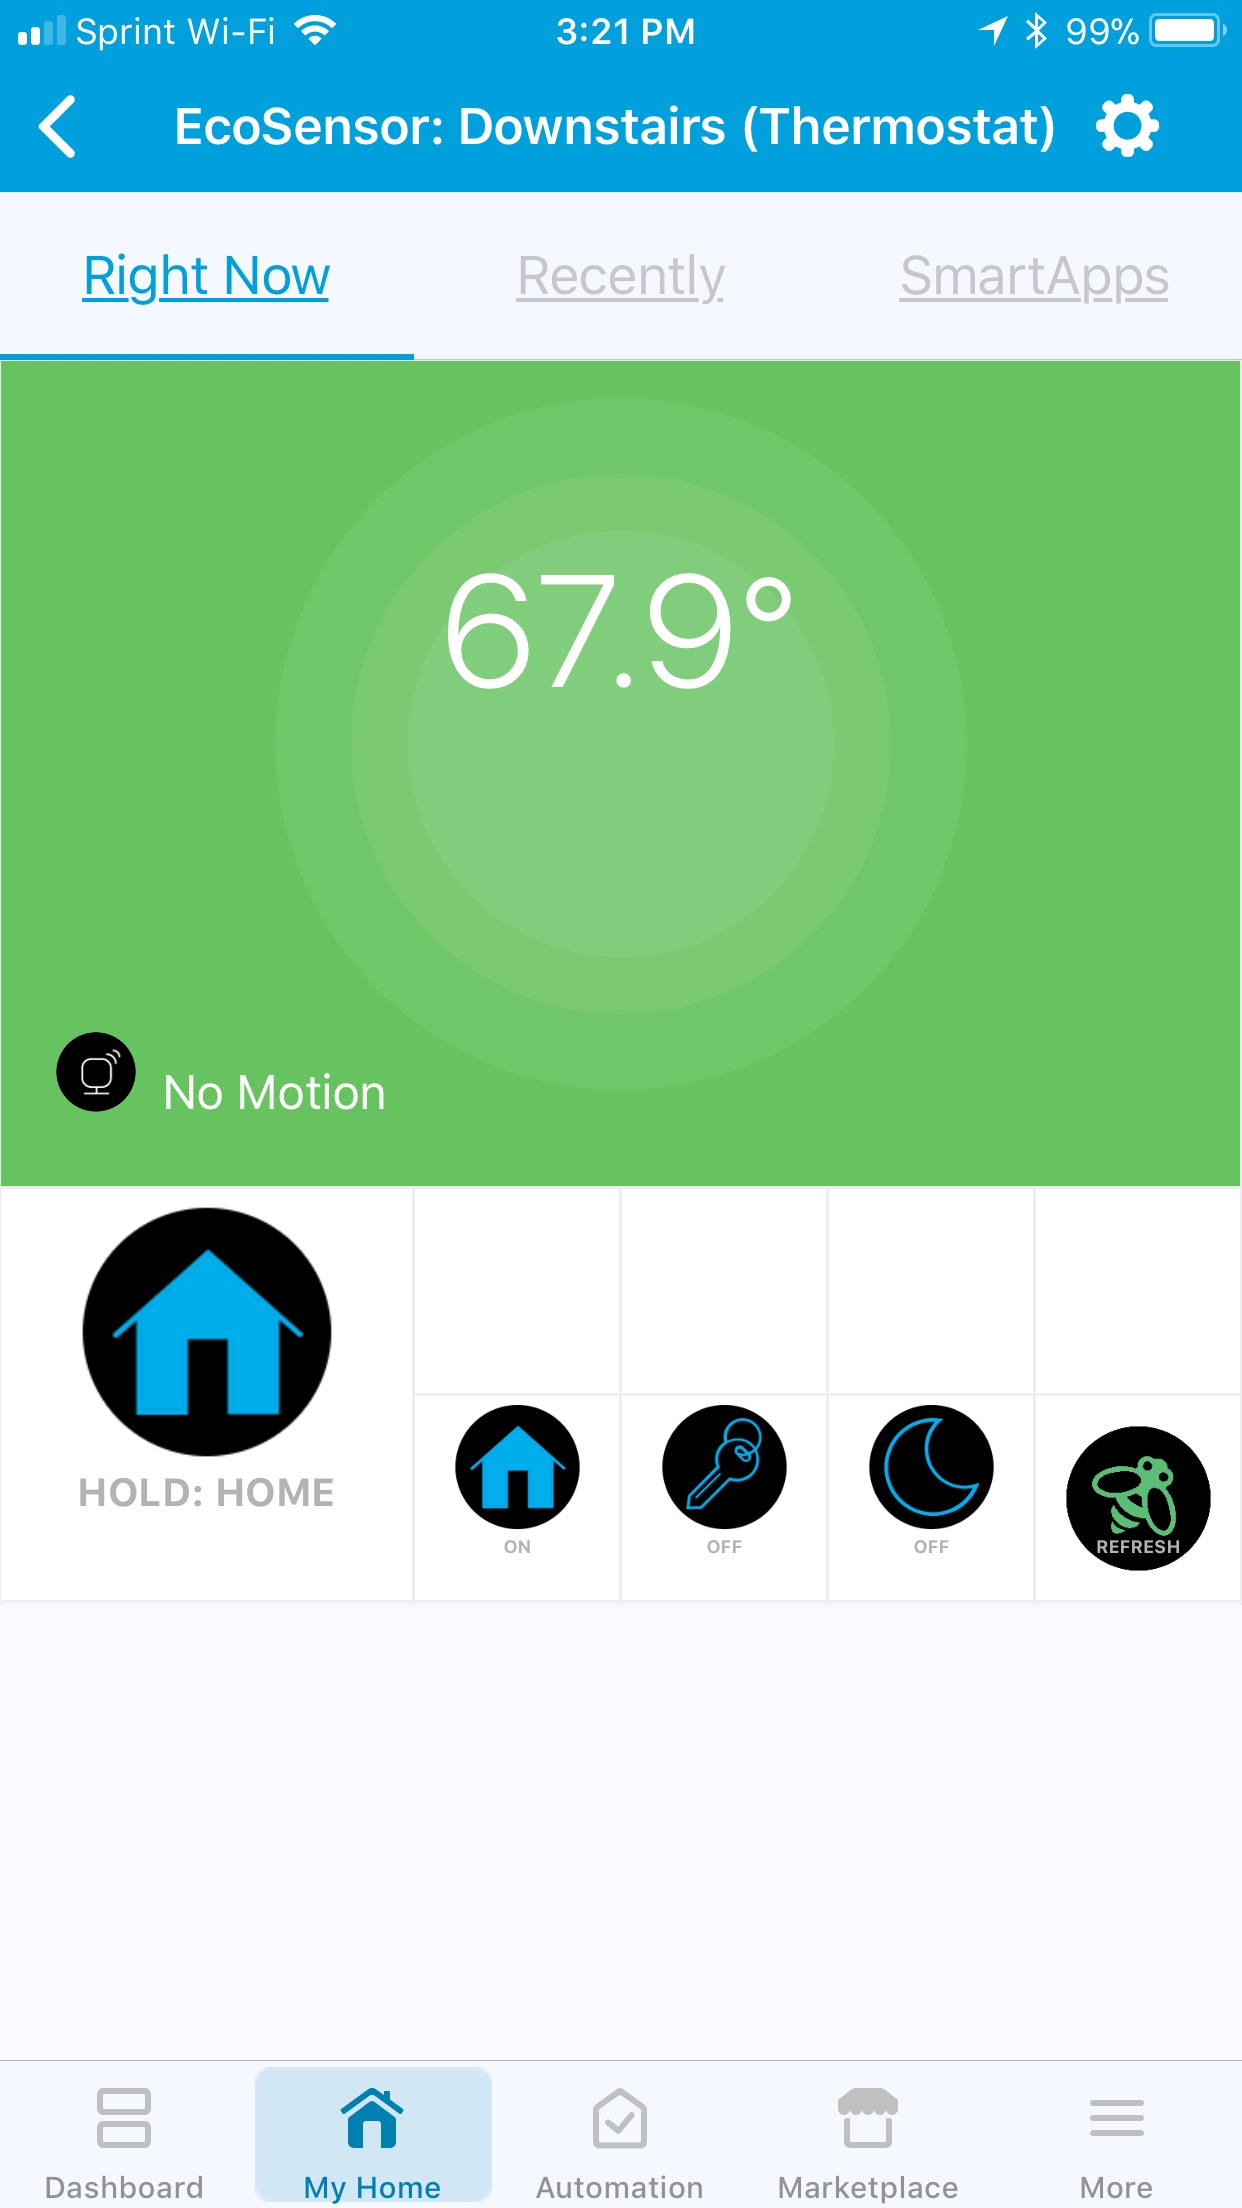 Sprint Wi-Fi 3:21 PM 99%
EcoSensor: Downstairs (Thermostat)
Right Now Recently SmartApps
67.9°
No Motion
HOLD: HOME
ON OFF OFF REFRESH
Dashboard My Home Automation Marketplace More